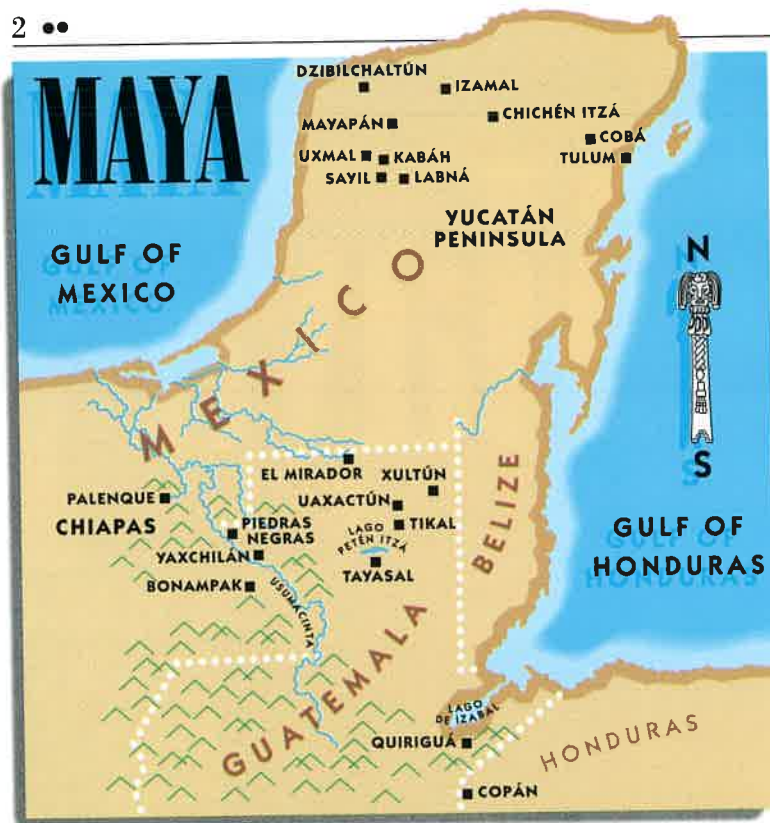 2 ••
MAYA
DZIBILCHALTÚN
IZAMAL
MAYAPÁN
CHICHÉN ITZÁ
COBÁ
UXMAL
KABÁH
TULUM
SAYIL
LABNÁ
YUCATÁN
PENINSULA
GULF OF
MEXICO
N
S
MEXICO
EL MIRADOR
XULTÚN
PALENQUE
UAXACTÚN
CHIAPAS
PIEDRAS
NEGRAS
TIKAL
LAGO
PETÉN ITZÁ
YAXCHILÁN
TAYASAL
BONAMPAK
USUMACINTA
BELIZE
GULF OF
HONDURAS
GUATEMALA
LAGO
DE IZABAL
QUIRIGUÁ
HONDURAS
COPÁN